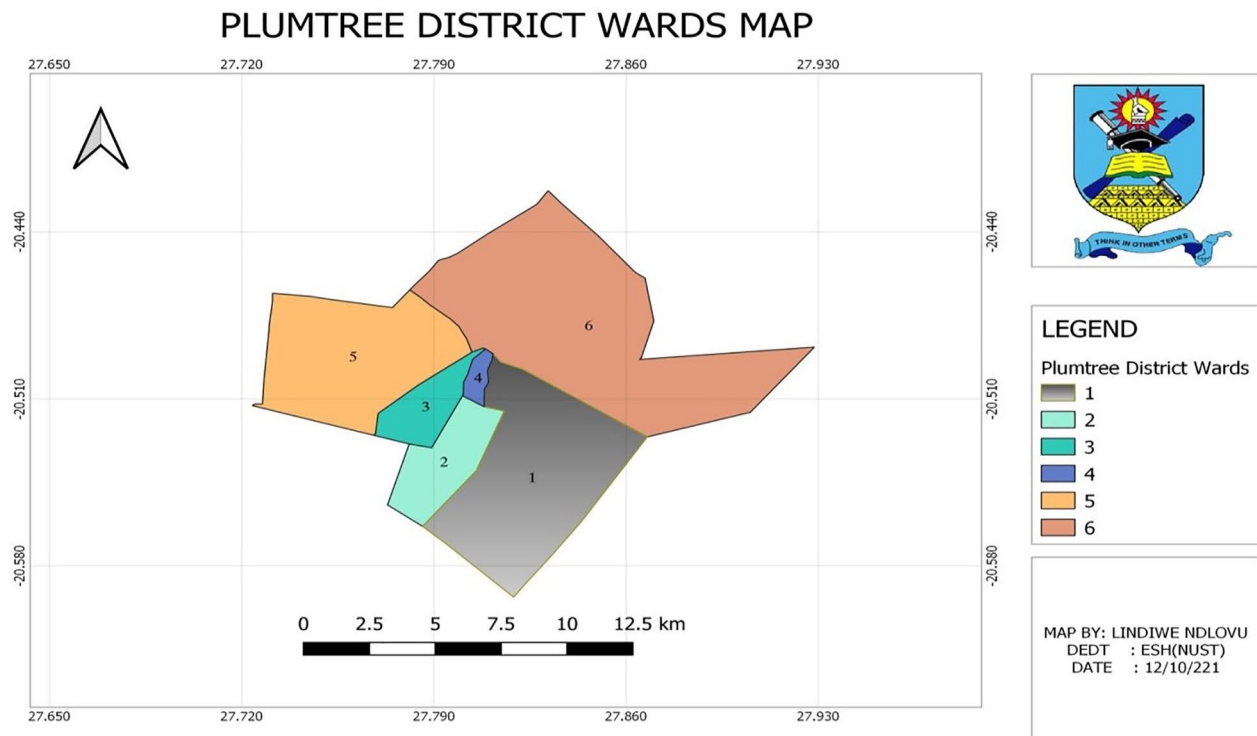 PLUMTREE DISTRICT WARDS MAP
27.650 27.720 27.790 27.860 27.930
-20.440 -20.440
-20.510 -20.510
-20.580 -20.580
6
5
4
3
2
1
0 2.5 5 7.5 10 12.5 km
27.650 27.720 27.790 27.860 27.930
THINK IN OTHER TERMS
LEGEND
Plumtree District Wards
1
2
3
4
5
6
MAP BY: LINDIWE NDLOVU
DEDT : ESH(NUST)
DATE : 12/10/221